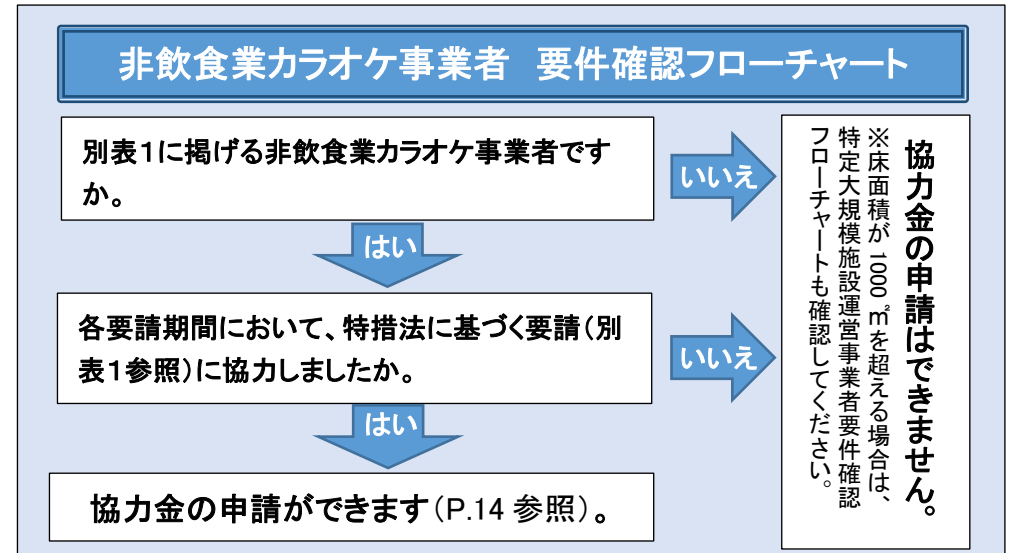 非飲食業カラオケ事業者 要件確認フローチャート
別表１に掲げる非飲食業カラオケ事業者です
か。
いいえ
はい
各要請期間において、特措法に基づく要請（別
表１参照）に協力しましたか。
いいえ
はい
協力金の申請ができます（P.14 参照）。
協力金の申請はできません。
※床面積が 1000 ㎡を超える場合は、
特定大規模施設運営事業者要件確認
フローチャートも確認してください。